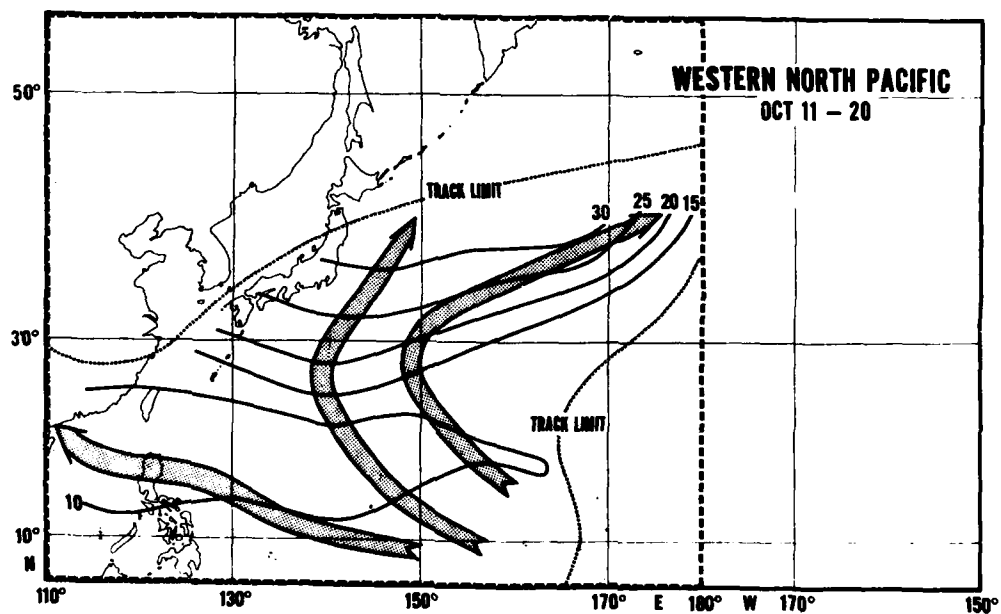 WESTERN NORTH PACIFIC
OCT 11 – 20
50°
TRACK LIMIT
30 25 20 15
30°
TRACK LIMIT
10
10°
N
110° 130° 150° 170° E 180° W 170° 150°